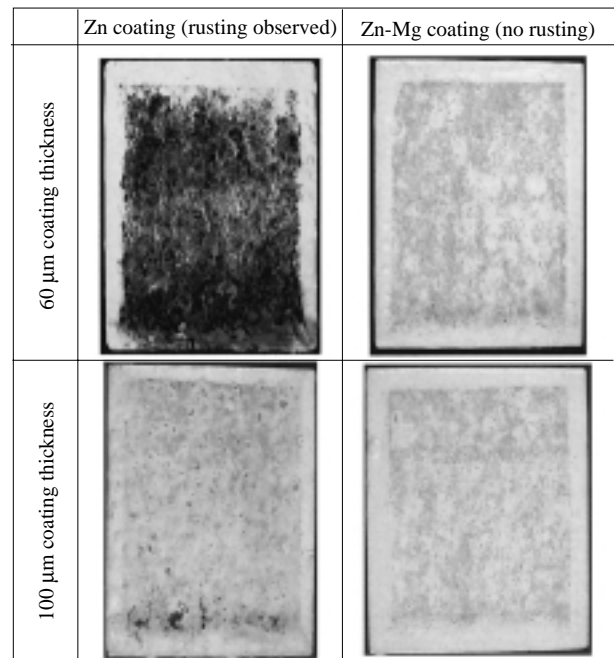 Zn coating (rusting observed)
Zn-Mg coating (no rusting)
60 μm coating thickness
100 μm coating thickness